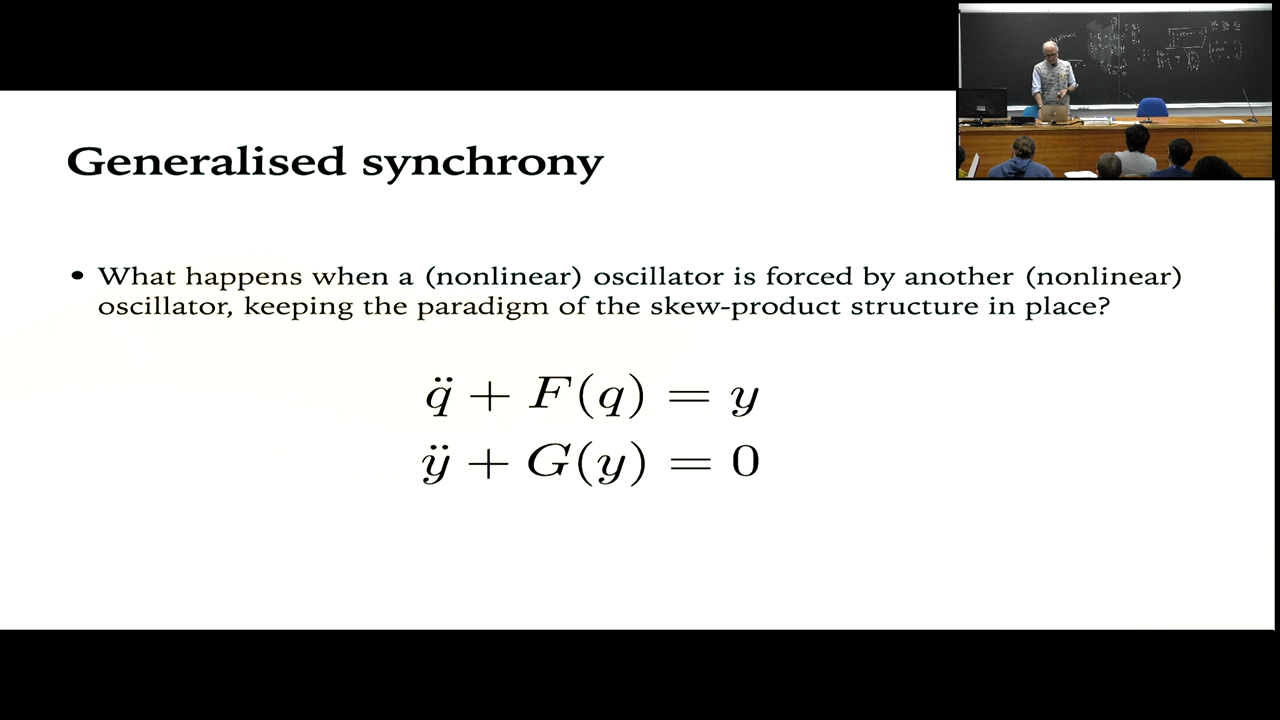 Generalised synchrony
• What happens when a (nonlinear) oscillator is forced by another (nonlinear)
oscillator, keeping the paradigm of the skew-product structure in place?
q̈ + F(q) = y
ÿ + G(y) = 0